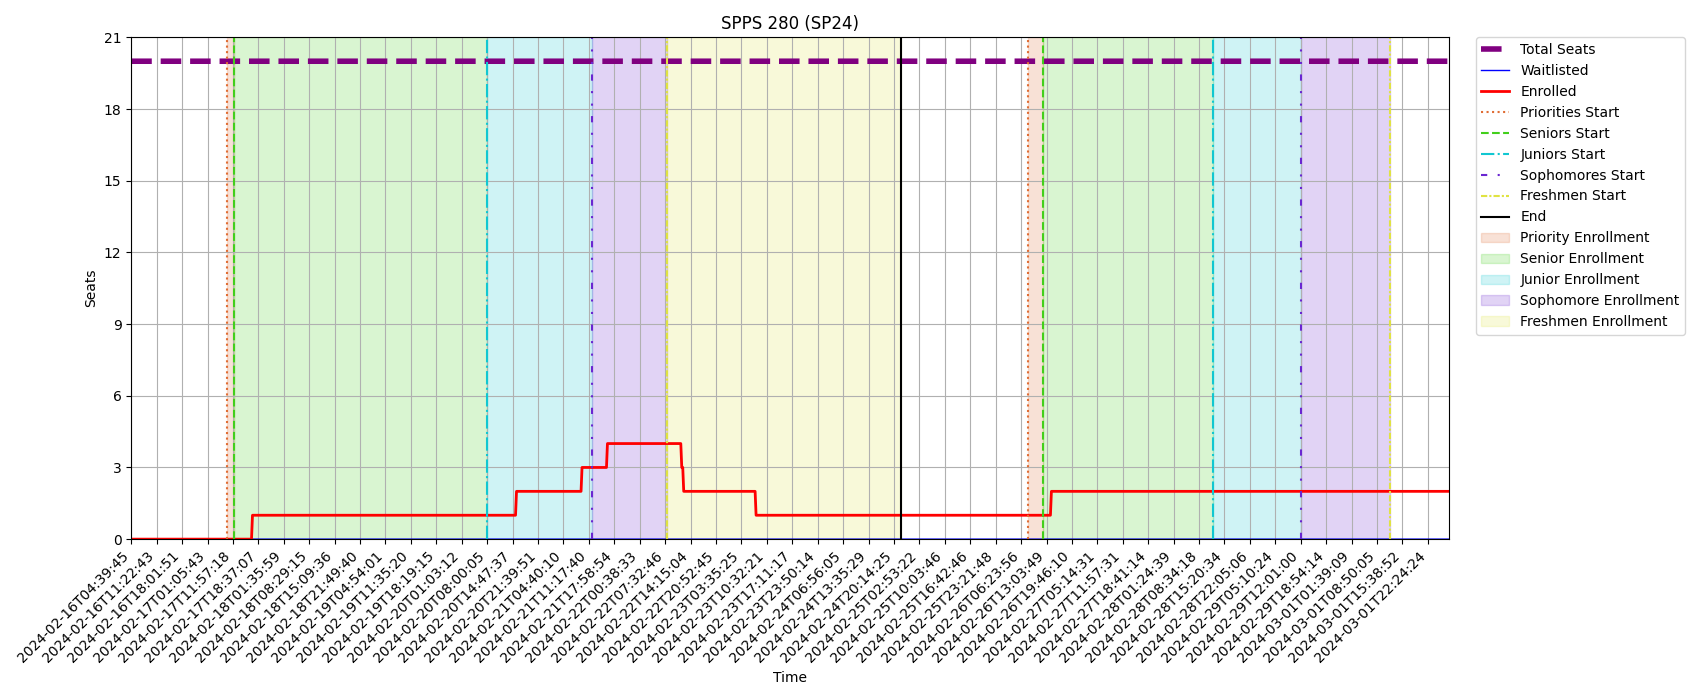 SPPS 280 (SP24)
21
18
15
12
9
6
3
0
Seats
2024-02-16T04:39:45
2024-02-16T11:22:43
2024-02-16T18:01:51
2024-02-17T01:05:43
2024-02-17T11:57:18
2024-02-17T18:37:07
2024-02-18T01:35:59
2024-02-18T08:29:15
2024-02-18T15:09:36
2024-02-18T21:49:40
2024-02-19T04:54:01
2024-02-19T11:35:20
2024-02-19T18:19:15
2024-02-20T01:03:12
2024-02-20T08:00:05
2024-02-20T14:47:37
2024-02-20T21:39:51
2024-02-21T04:40:10
2024-02-21T11:17:40
2024-02-21T17:58:54
2024-02-22T00:38:33
2024-02-22T07:32:46
2024-02-22T14:15:04
2024-02-22T20:52:45
2024-02-23T03:35:25
2024-02-23T10:32:21
2024-02-23T17:11:17
2024-02-23T23:50:14
2024-02-24T06:56:05
2024-02-24T13:35:29
2024-02-24T20:14:25
2024-02-25T02:53:22
2024-02-25T10:03:46
2024-02-25T16:42:46
2024-02-25T23:21:48
2024-02-26T06:23:56
2024-02-26T13:03:49
2024-02-26T19:46:10
2024-02-27T05:14:31
2024-02-27T11:57:31
2024-02-27T18:41:14
2024-02-28T01:24:39
2024-02-28T08:34:18
2024-02-28T15:20:34
2024-02-28T22:05:06
2024-02-29T05:10:24
2024-02-29T12:01:00
2024-02-29T18:54:14
2024-03-01T01:39:09
2024-03-01T08:50:05
2024-03-01T15:38:52
2024-03-01T22:24:24
Time
Total Seats
Waitlisted
Enrolled
Priorities Start
Seniors Start
Juniors Start
Sophomores Start
Freshmen Start
End
Priority Enrollment
Senior Enrollment
Junior Enrollment
Sophomore Enrollment
Freshmen Enrollment